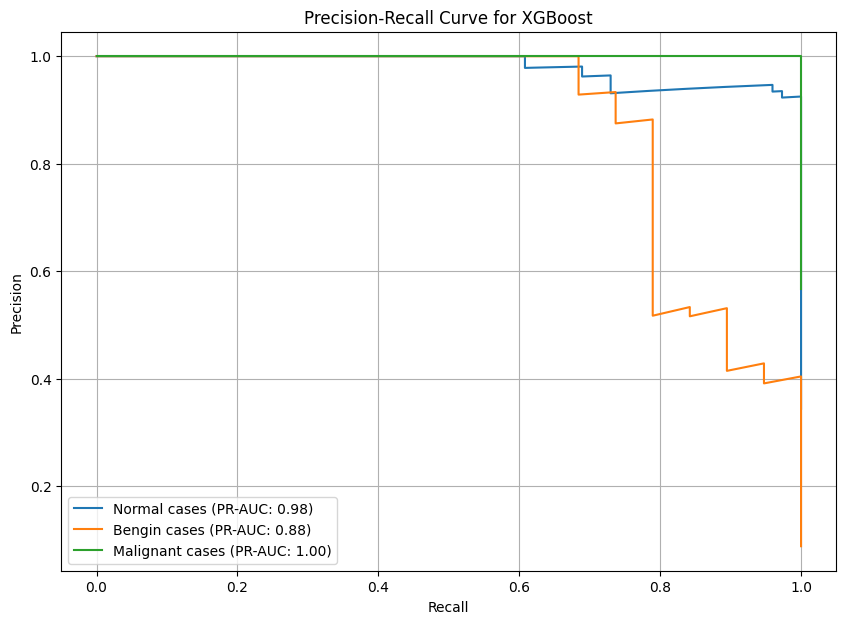 Precision-Recall Curve for XGBoost
1.0
0.8
0.6
0.4
0.2
Precision
Normal cases (PR-AUC: 0.98)
Bengin cases (PR-AUC: 0.88)
Malignant cases (PR-AUC: 1.00)
0.0 0.2 0.4 0.6 0.8 1.0
Recall